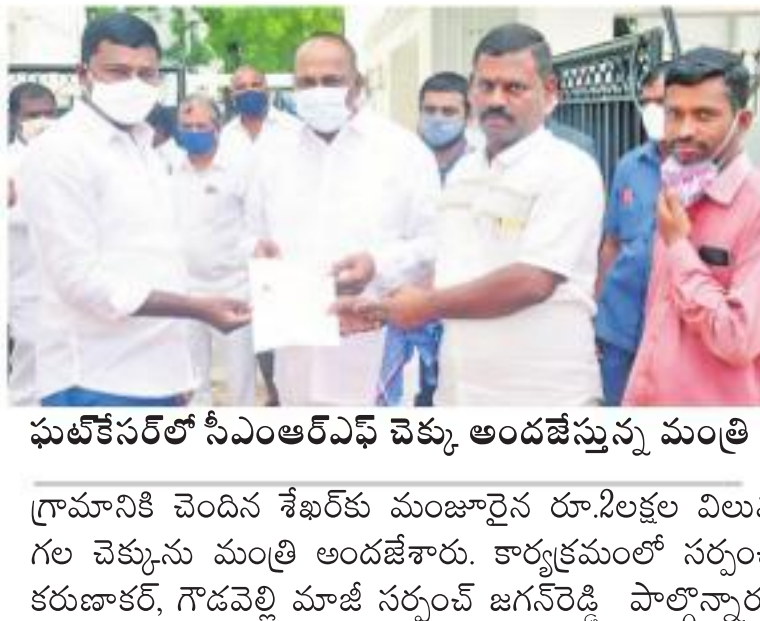 ఘట్‌కేసర్‌లో సీఎంఆర్ఎఫ్ చెక్కు అందజేస్తున్న మంత్రి
గ్రామానికి చెందిన శేఖర్‌కు మంజూరైన రూ.2లక్షల
గల చెక్కును మంత్రి అందజేశారు. కార్యక్రమంలో
కరుణాకర్, గౌడవెల్లి మాజీ సర్పంచ్ జగన్‌రెడ్డి